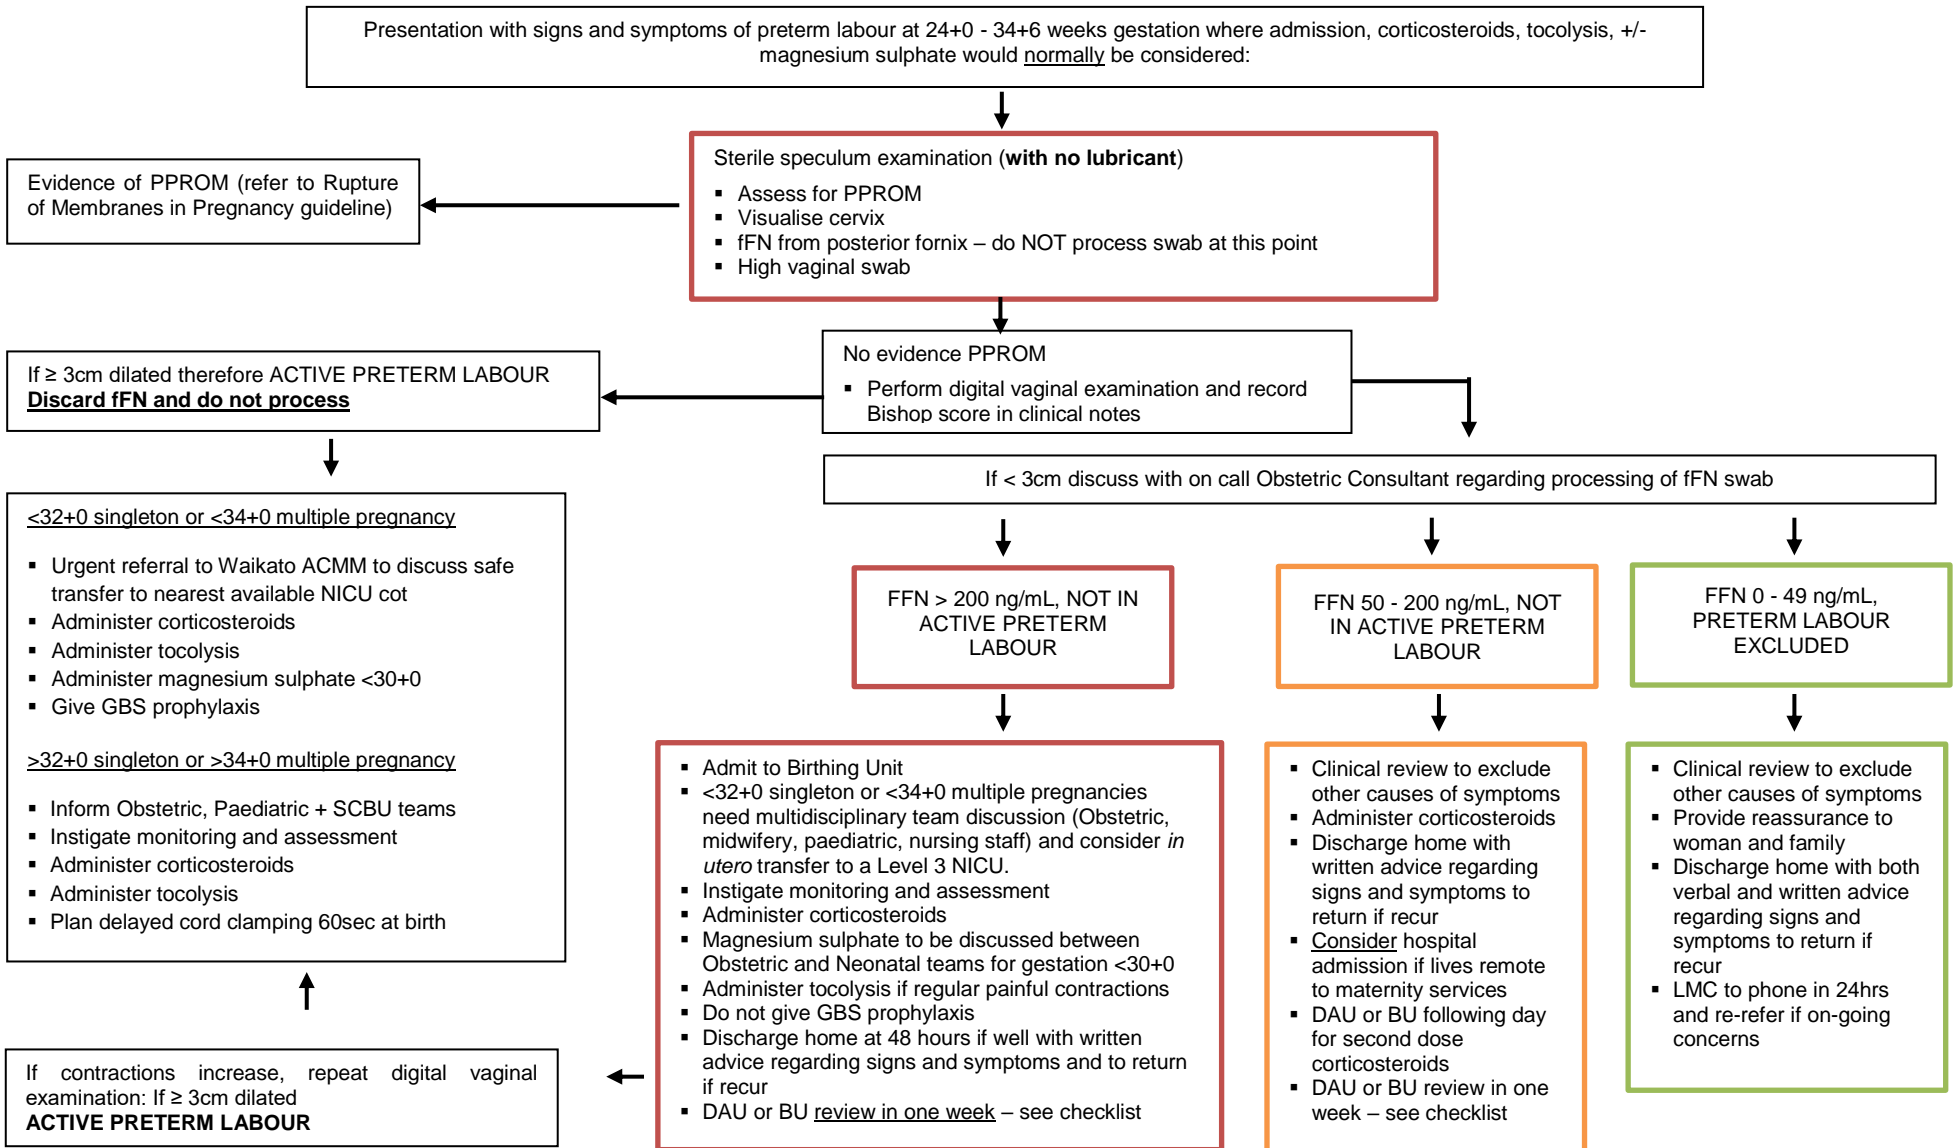 Presentation with signs and symptoms of preterm labour at 24+0 - 34+6 weeks gestation where admission, corticosteroids, tocolysis, +/-
magnesium sulphate would normally be considered:
Sterile speculum examination (with no lubricant)
▪ Assess for PPROM
▪ Visualise cervix
▪ fFN from posterior fornix – do NOT process swab at this point
▪ High vaginal swab
Evidence of PPROM (refer to Rupture
of Membranes in Pregnancy guideline)
No evidence PPROM
▪ Perform digital vaginal examination and record
Bishop score in clinical notes
If ≥ 3cm dilated therefore ACTIVE PRETERM LABOUR
Discard fFN and do not process
If < 3cm discuss with on call Obstetric Consultant regarding processing of fFN swab
<32+0 singleton or <34+0 multiple pregnancy
▪ Urgent referral to Waikato ACMM to discuss safe
transfer to nearest available NICU cot
▪ Administer corticosteroids
▪ Administer tocolysis
▪ Administer magnesium sulphate <30+0
▪ Give GBS prophylaxis
>32+0 singleton or >34+0 multiple pregnancy
▪ Inform Obstetric, Paediatric + SCBU teams
▪ Instigate monitoring and assessment
▪ Administer corticosteroids
▪ Administer tocolysis
▪ Plan delayed cord clamping 60sec at birth
FFN > 200 ng/mL, NOT IN
ACTIVE PRETERM
LABOUR
FFN 50 - 200 ng/mL, NOT
IN ACTIVE PRETERM
LABOUR
FFN 0 - 49 ng/mL,
PRETERM LABOUR
EXCLUDED
▪ Admit to Birthing Unit
▪ <32+0 singleton or <34+0 multiple pregnancies
need multidisciplinary team discussion (Obstetric,
midwifery, paediatric, nursing staff) and consider in
utero transfer to a Level 3 NICU.
▪ Instigate monitoring and assessment
▪ Administer corticosteroids
▪ Magnesium sulphate to be discussed between
Obstetric and Neonatal teams for gestation <30+0
▪ Administer tocolysis if regular painful contractions
▪ Do not give GBS prophylaxis
▪ Discharge home at 48 hours if well with written
advice regarding signs and symptoms and to return
if recur
▪ DAU or BU review in one week – see checklist
▪ Clinical review to exclude
other causes of symptoms
▪ Administer corticosteroids
▪ Discharge home with
written advice regarding
signs and symptoms to
return if recur
▪ Consider hospital
admission if lives remote
to maternity services
▪ DAU or BU following day
for second dose
corticosteroids
▪ DAU or BU review in one
week – see checklist
▪ Clinical review to exclude
other causes of symptoms
▪ Provide reassurance to
woman and family
▪ Discharge home with both
verbal and written advice
regarding signs and
symptoms to return if
recur
▪ LMC to phone in 24hrs
and re-refer if on-going
concerns
If contractions increase, repeat digital vaginal
examination: If ≥ 3cm dilated
ACTIVE PRETERM LABOUR